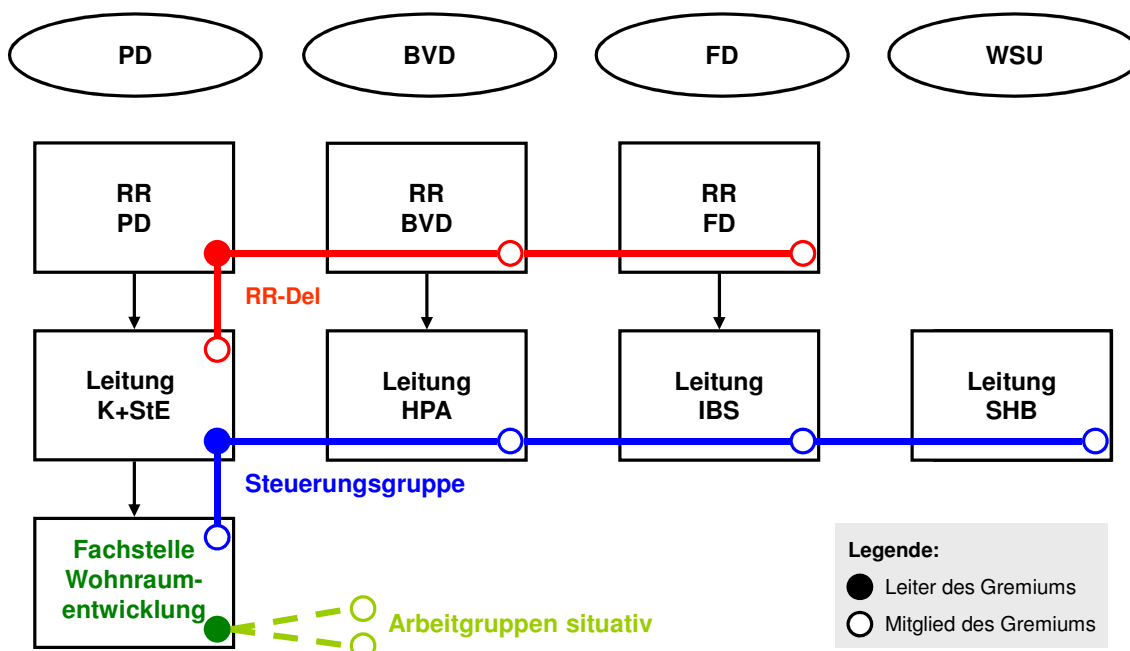 PD
BVD
FD
WSU
RR
PD
RR
BVD
RR
FD
RR-Del
Leitung
K+StE
Leitung
HPA
Leitung
IBS
Leitung
SHB
Steuerungsgruppe
Fachstelle
Wohnraum-
entwicklung
Arbeitgruppen situativ
Legende:
Leiter des Gremiums
Mitglied des Gremiums